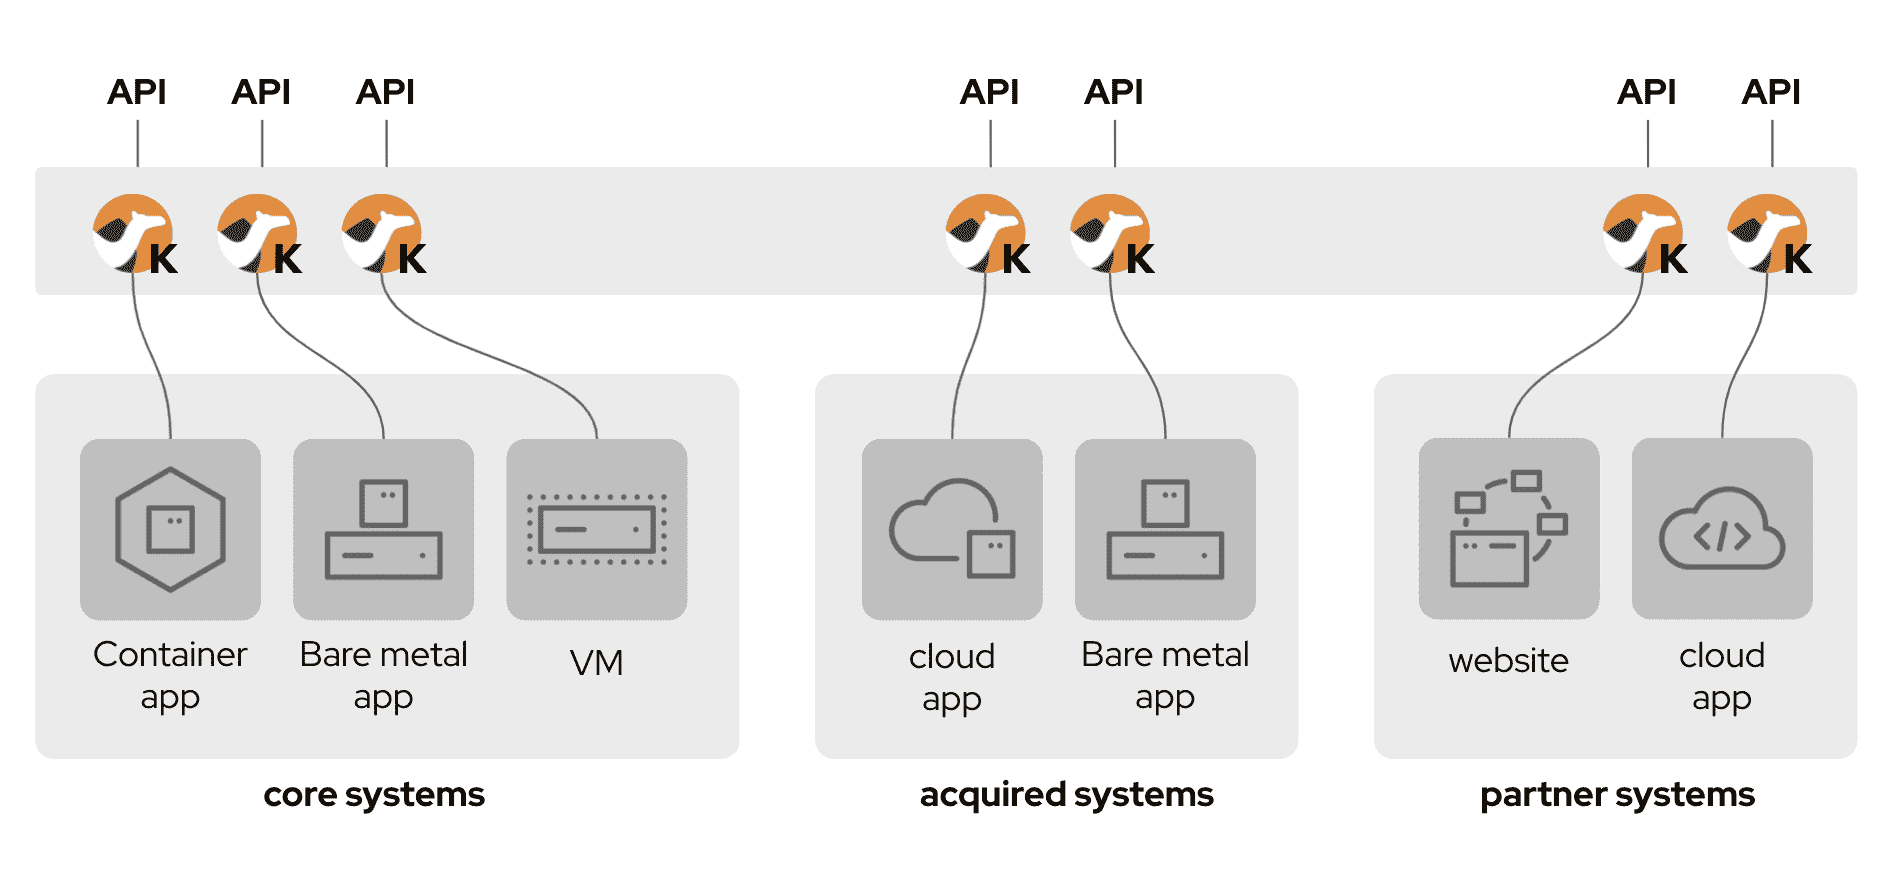 API API API API API API API
K K K K K K K
Container app
Bare metal app
VM
cloud app
Bare metal app
website
cloud app
core systems
acquired systems
partner systems